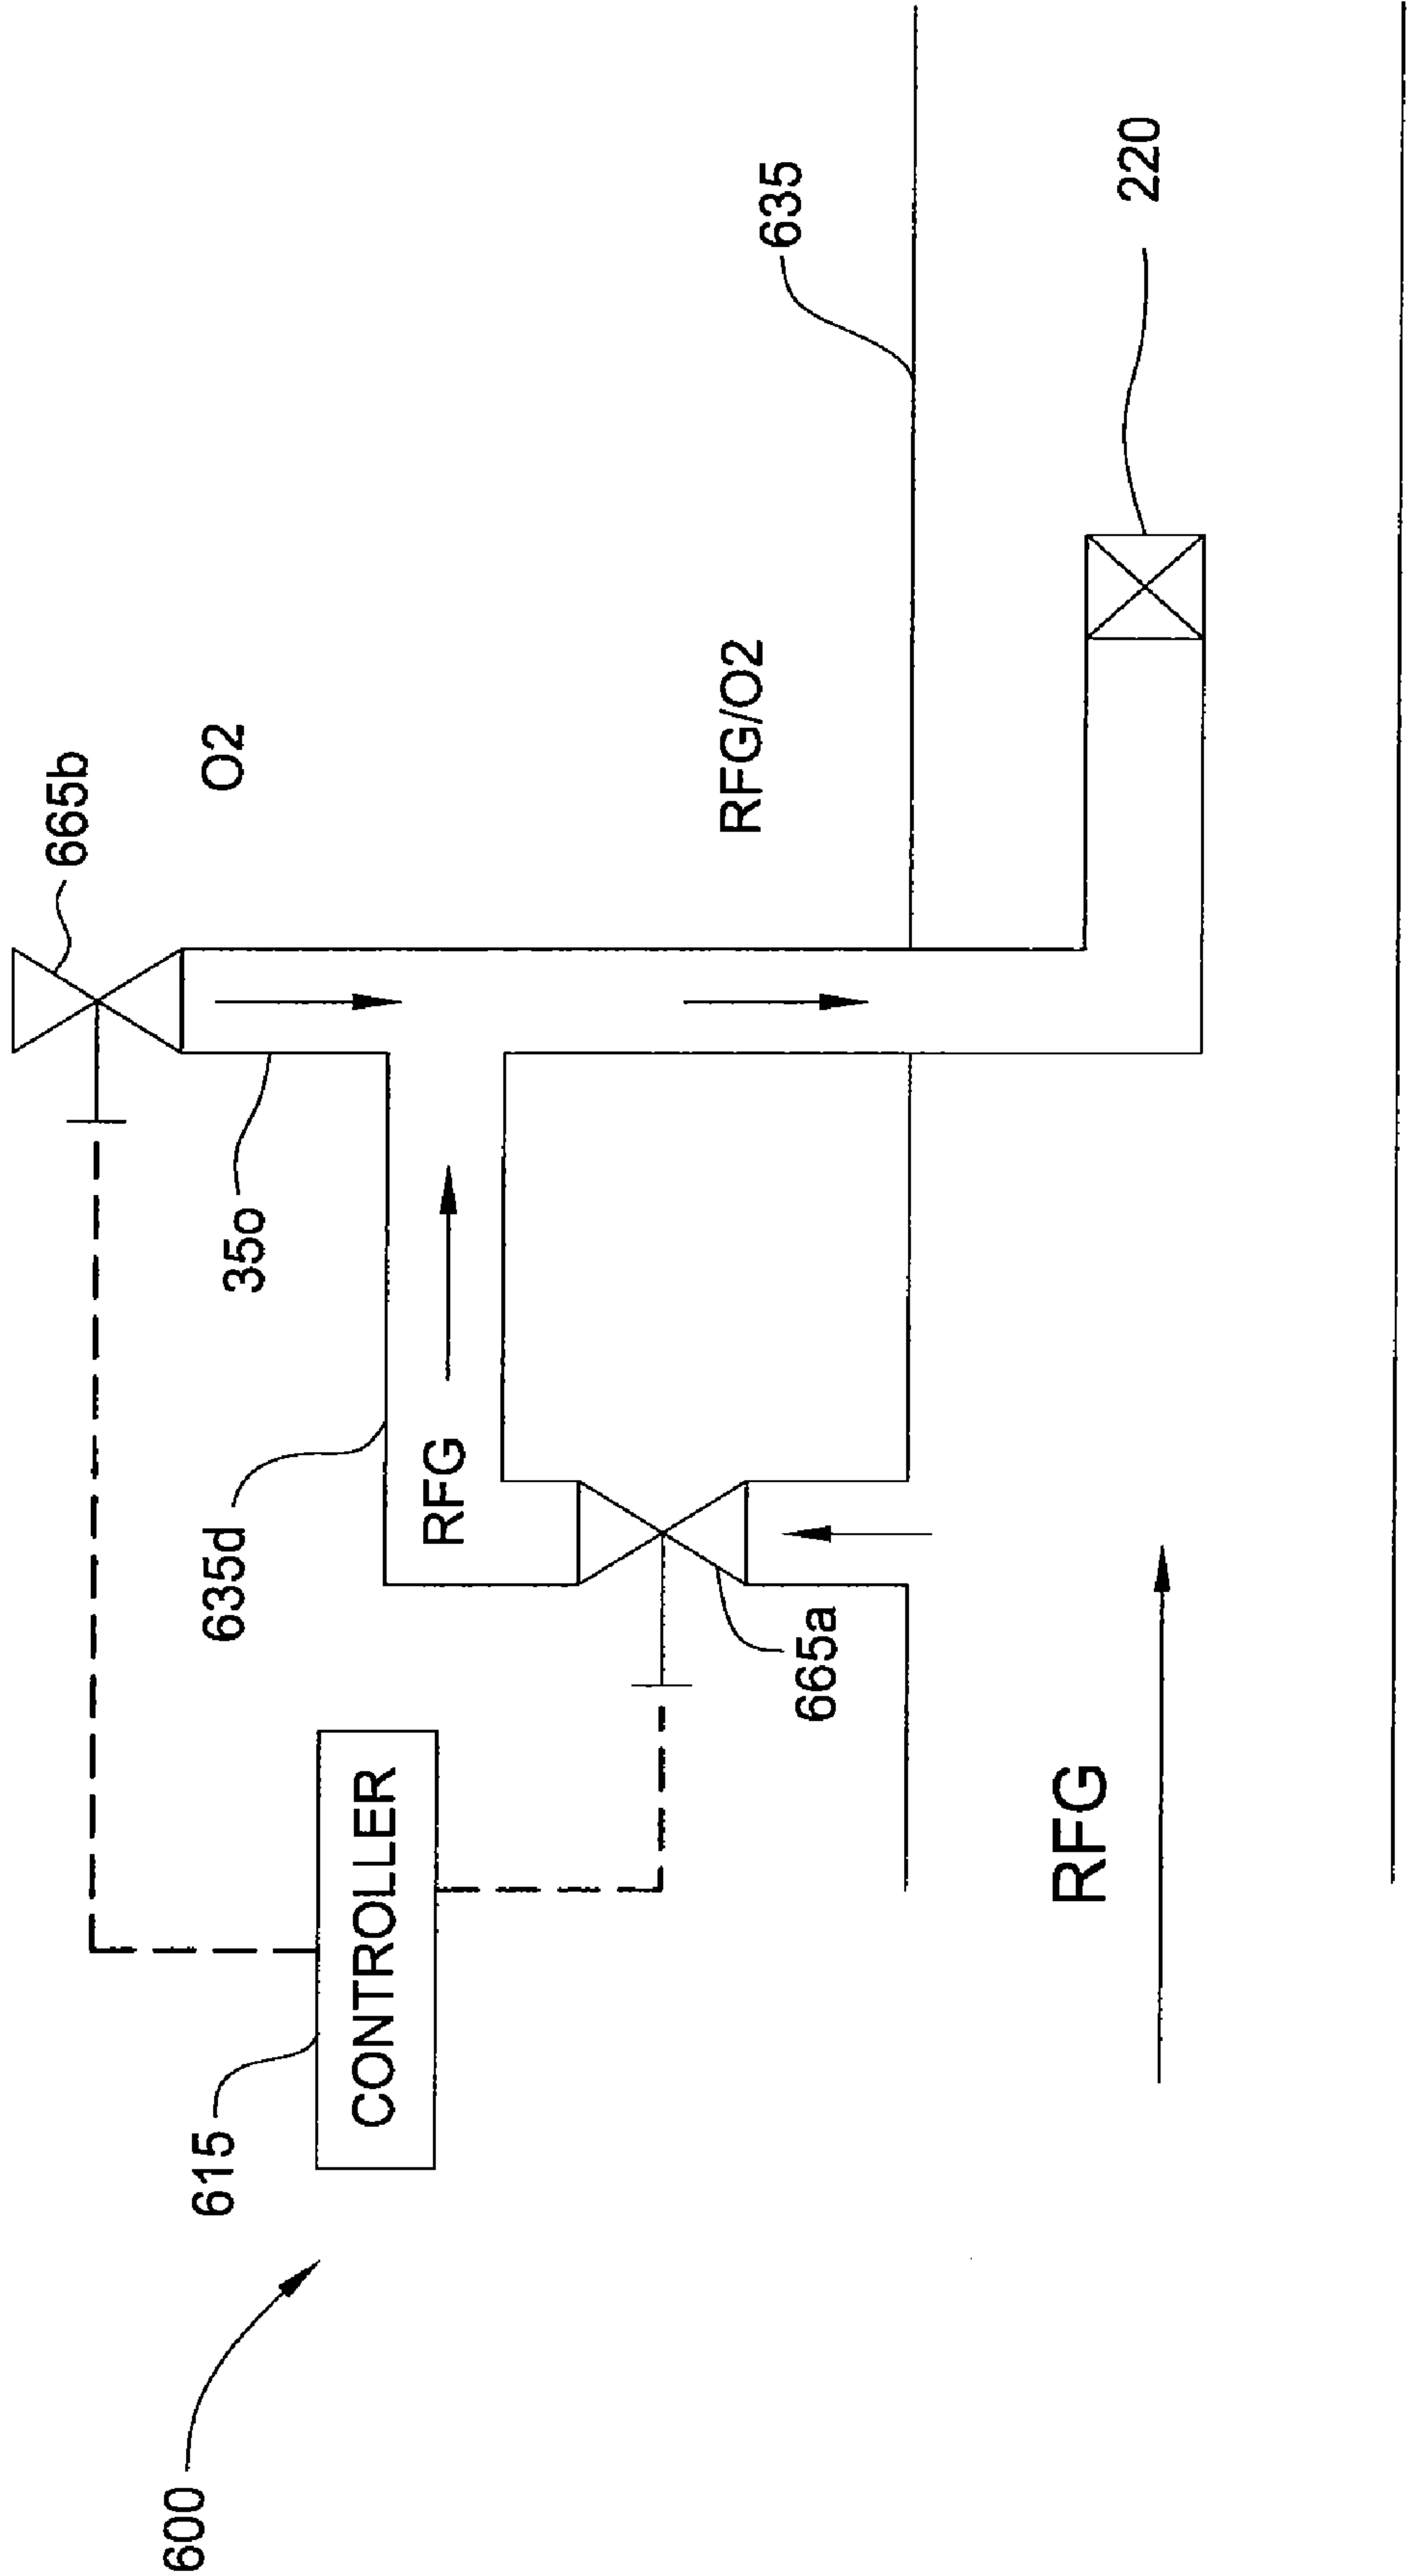 600
615
CONTROLLER
635d
RFG
665a
35o
665b
O2
RFG/O2
635
220
RFG